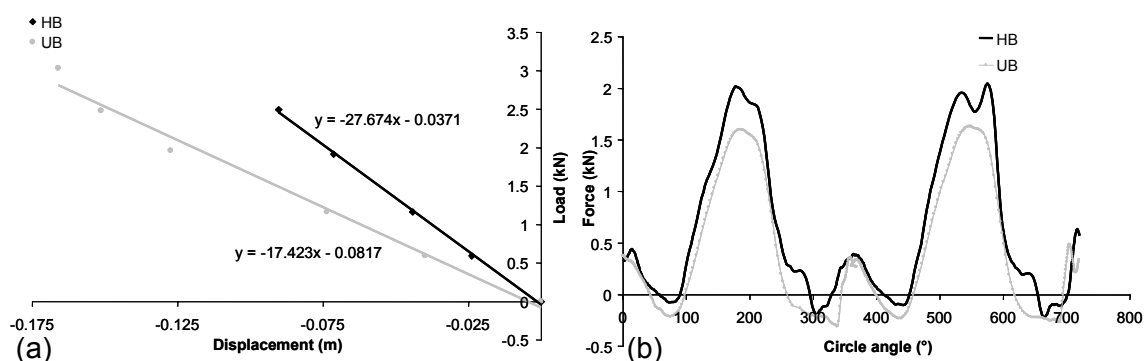 HB
UB
3.5
3
2.5
2
1.5
1
0.5
0
-0.5
Load (kN)
y = -27.674x - 0.0371
y = -17.423x - 0.0817
-0.175 -0.125 -0.075 -0.025
Displacement (m)
(a)
HB
UB
2.5
2
1.5
1
0.5
0
-0.5
Force (kN)
0 100 200 300 400 500 600 700 800
Circle angle (°)
(b)